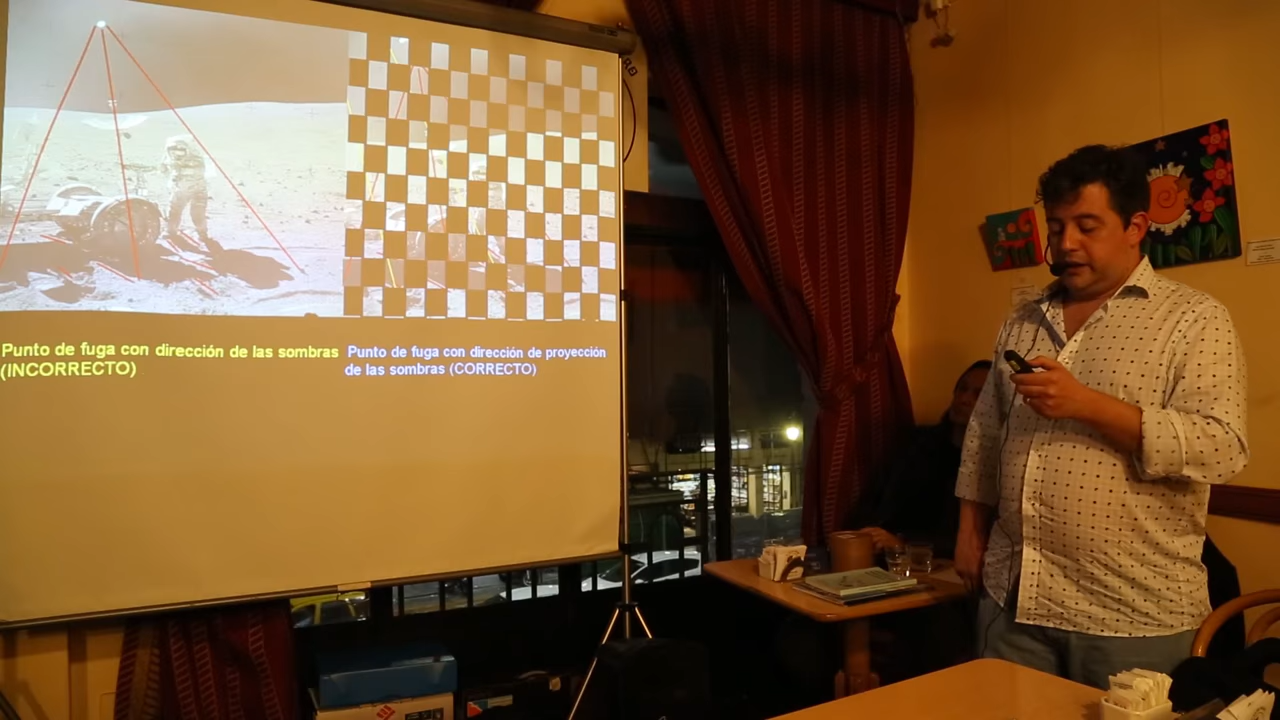 Punto de fuga con dirección de las sombras
(INCORRECTO)
Punto de fuga con dirección de proyección
de las sombras (CORRECTO)